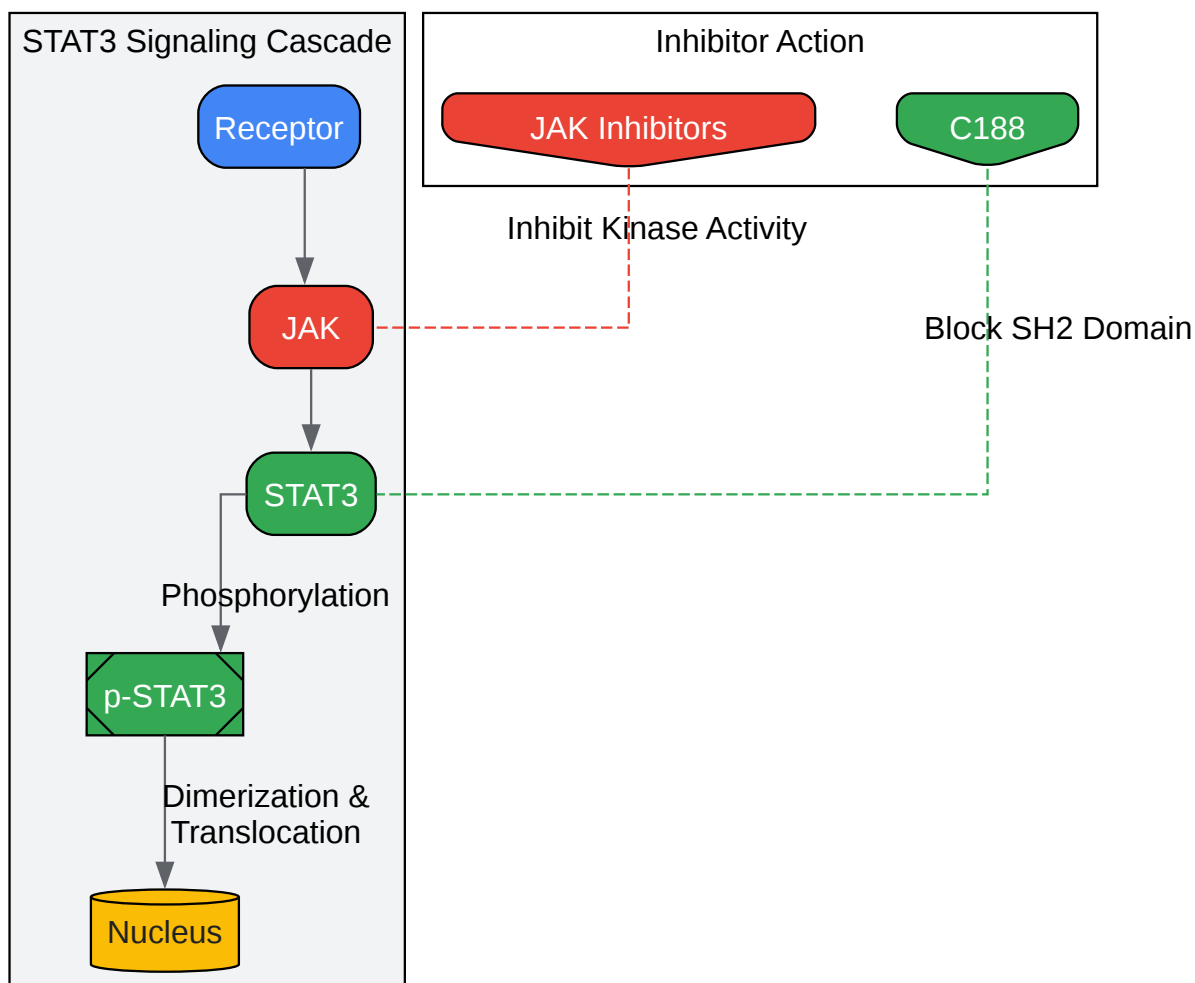 STAT3 Signaling Cascade
Inhibitor Action
Receptor
JAK Inhibitors
C188
Inhibit Kinase Activity
JAK
Block SH2 Domain
STAT3
Phosphorylation
p-STAT3
Dimerization &
Translocation
Nucleus